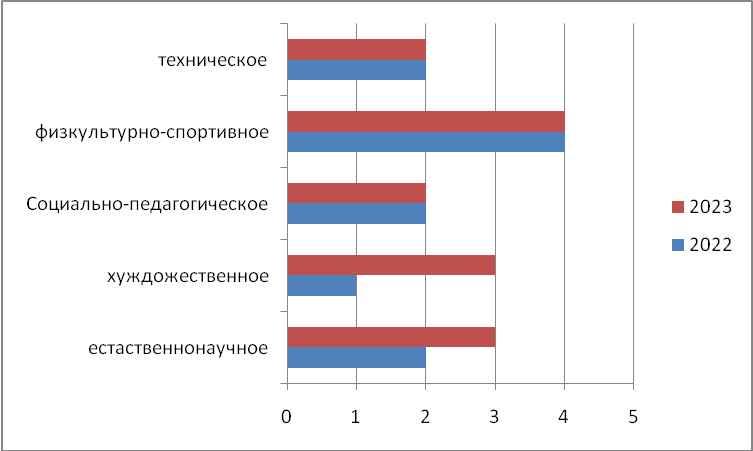 техническое
физкультурно-спортивное
Социально-педагогическое
хуждожественное
естаственнонаучное
0 1 2 3 4 5
2023
2022